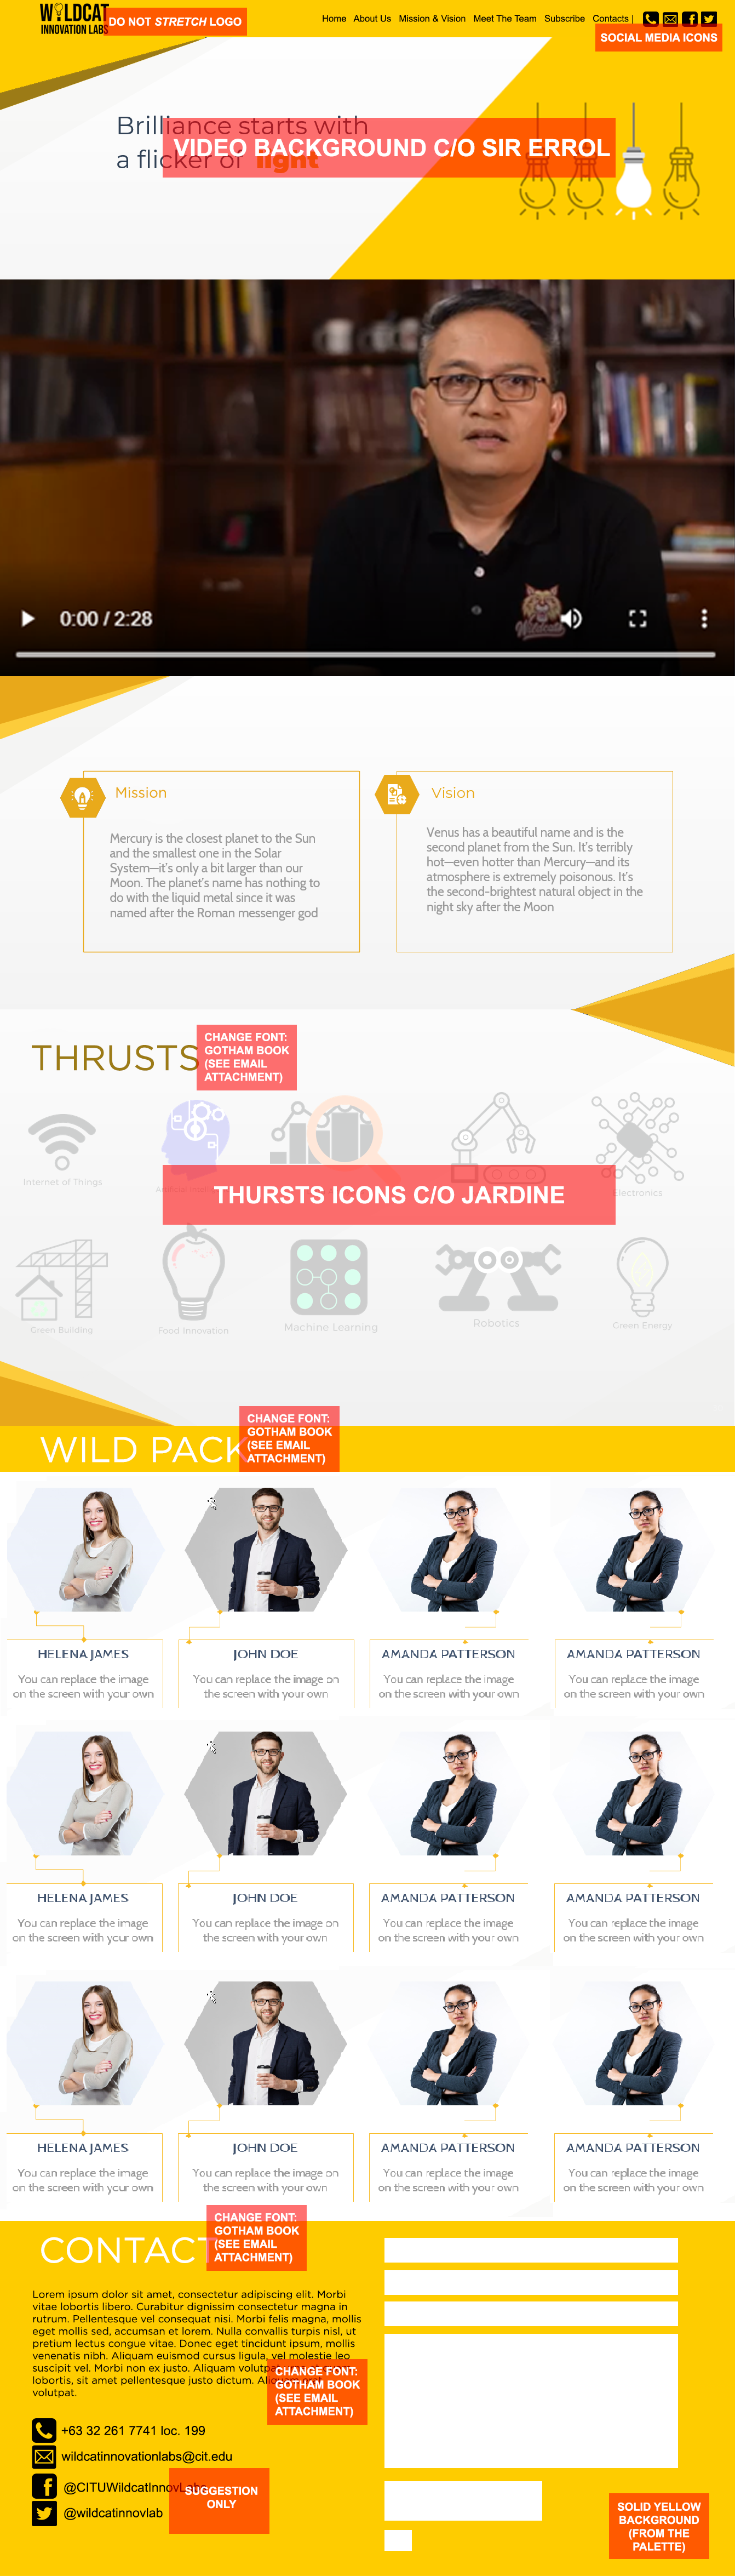 WILDCAT
INNOVATION LABS
DO NOT STRETCH LOGO
Home About Us Mission & Vision Meet The Team Subscribe Contacts |
SOCIAL MEDIA ICONS
Brilliance starts with
a flicker of light
VIDEO BACKGROUND C/O SIR ERROL
0:00 / 2:28
Mission
Mercury is the closest planet to the Sun
and the smallest one in the Solar
System—it's only a bit larger than our
Moon. The planet's name has nothing to
do with the liquid metal since it was
named after the Roman messenger god
Vision
Venus has a beautiful name and is the
second planet from the Sun. It's terribly
hot—even hotter than Mercury—and its
atmosphere is extremely poisonous. It's
the second-brightest natural object in the
night sky after the Moon
THRUSTS
CHANGE FONT:
GOTHAM BOOK
(SEE EMAIL
ATTACHMENT)
Internet of Things
Electronics
THURSTS ICONS C/O JARDINE
Green Building
Food Innovation
Machine Learning
Robotics
Green Energy
WILD PACK
CHANGE FONT:
GOTHAM BOOK
(SEE EMAIL
ATTACHMENT)
HELENA JAMES
You can replace the image
on the screen with your own
JOHN DOE
You can replace the image on
the screen with your own
AMANDA PATTERSON
You can replace the image
on the screen with your own
AMANDA PATTERSON
You can replace the image
on the screen with your own
HELENA JAMES
You can replace the image
on the screen with your own
JOHN DOE
You can replace the image on
the screen with your own
AMANDA PATTERSON
You can replace the image
on the screen with your own
AMANDA PATTERSON
You can replace the image
on the screen with your own
HELENA JAMES
You can replace the image
on the screen with your own
JOHN DOE
You can replace the image on
the screen with your own
AMANDA PATTERSON
You can replace the image
on the screen with your own
AMANDA PATTERSON
You can replace the image
on the screen with your own
CONTACT
CHANGE FONT:
GOTHAM BOOK
(SEE EMAIL
ATTACHMENT)
Lorem ipsum dolor sit amet, consectetur adipiscing elit. Morbi
vitae lobortis libero. Curabitur dignissim consectetur magna in
rutrum. Pellentesque vel consequat nisi. Morbi felis magna, mollis
eget mollis sed, accumsan et lorem. Nulla convallis turpis nisl, ut
pretium lectus congue vitae. Donec eget tincidunt ipsum, mollis
venenatis nibh. Aliquam euismod cursus ligula, vel molestie leo
suscipit vel. Morbi non ex justo. Aliquam volutpat
lobortis, sit amet pellentesque justo dictum. Aliquam erat
volutpat.
CHANGE FONT:
GOTHAM BOOK
(SEE EMAIL
ATTACHMENT)
+63 32 261 7741 loc. 199
wildcatinnovationlabs@cit.edu
@CITUWildcatInnovLabs
@wildcatinnovlab
SUGGESTION
ONLY
SOLID YELLOW
BACKGROUND
(FROM THE
PALETTE)